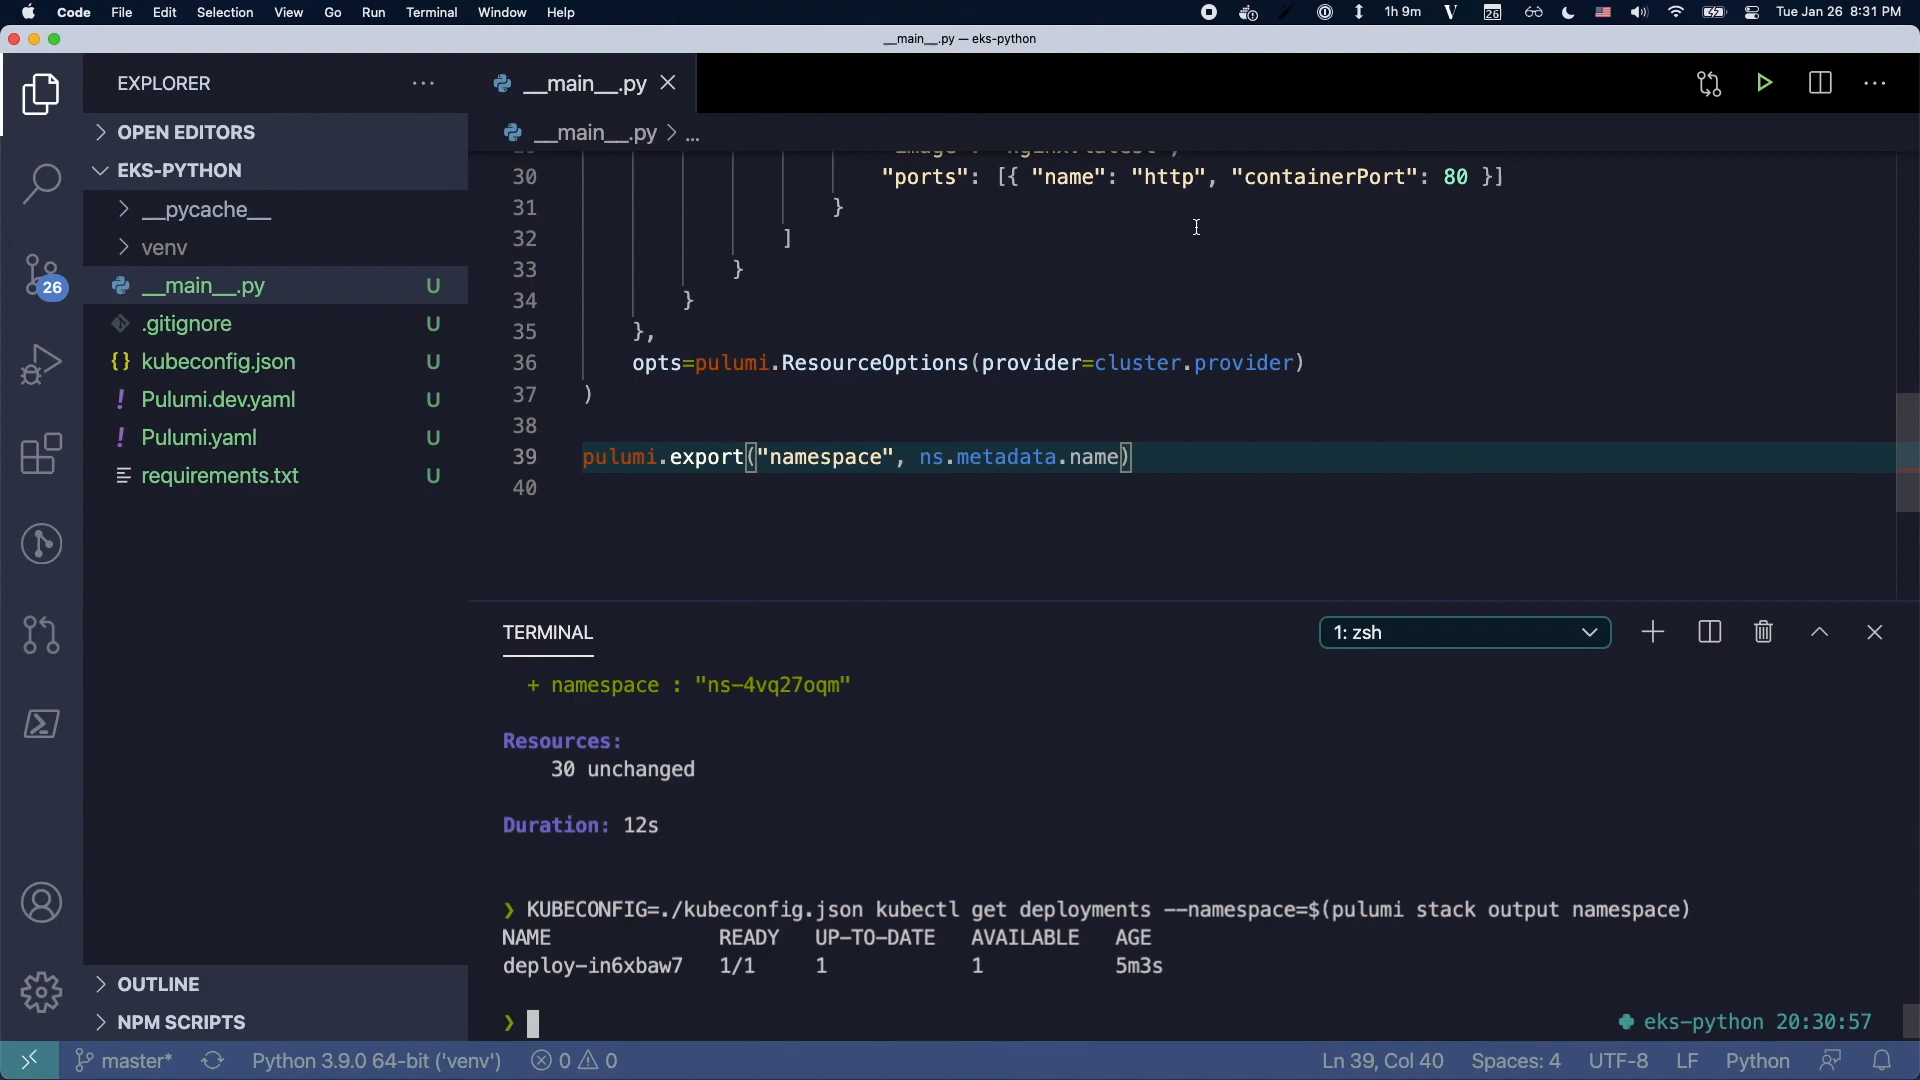 Code File Edit Selection View Go Run Terminal Window Help 1h 9m V 26 Tue Jan 26 8:31 PM
__main__.py — eks-python
EXPLORER ...
__main__.py
OPEN EDITORS
__main__.py > ...
EKS-PYTHON
__pycache__
venv
__main__.py U
.gitignore U
kubeconfig.json U
Pulumi.dev.yaml U
Pulumi.yaml U
requirements.txt U
26
30 "ports": [{ "name": "http", "containerPort": 80 }]
31 }
32 ]
33 }
34 }
35 },
36 opts=pulumi.ResourceOptions(provider=cluster.provider)
37 )
38
39 pulumi.export("namespace", ns.metadata.name)
40
TERMINAL 1: zsh
+ namespace : "ns-4vq27oqm"
Resources:
30 unchanged
Duration: 12s
❯ KUBECONFIG=./kubeconfig.json kubectl get deployments --namespace=$(pulumi stack output namespace)
NAME READY UP-TO-DATE AVAILABLE AGE
deploy-in6xbaw7 1/1 1 1 5m3s
❯
eks-python 20:30:57
OUTLINE
NPM SCRIPTS
master* Python 3.9.0 64-bit ('venv') 0 0 Ln 39, Col 40 Spaces: 4 UTF-8 LF Python